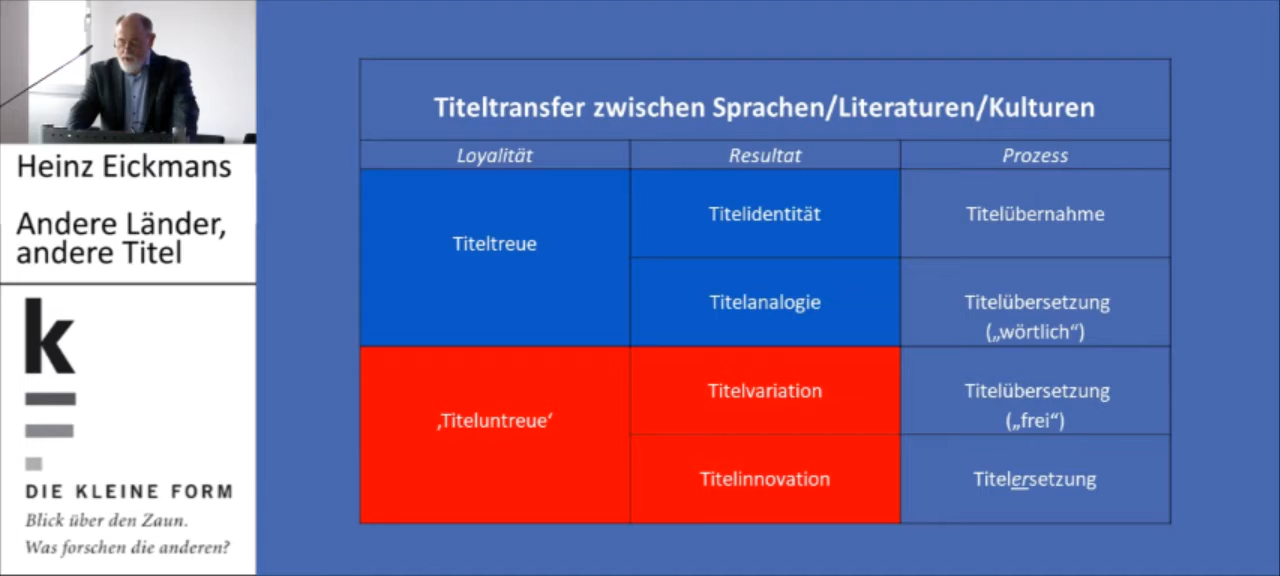 Heinz Eickmans
Andere Länder,
andere Titel
k
DIE KLEINE FORM
Blick über den Zaun.
Was forschen die anderen?
Titeltransfer zwischen Sprachen/Literaturen/Kulturen
Loyalität Resultat Prozess
Titeltreue
Titelidentität
Titelübernahme
Titelanalogie
Titelübersetzung
(„wörtlich“)
‚Titeluntreue‘
Titelvariation
Titelübersetzung
(„frei“)
Titelinnovation
Titelersetzung